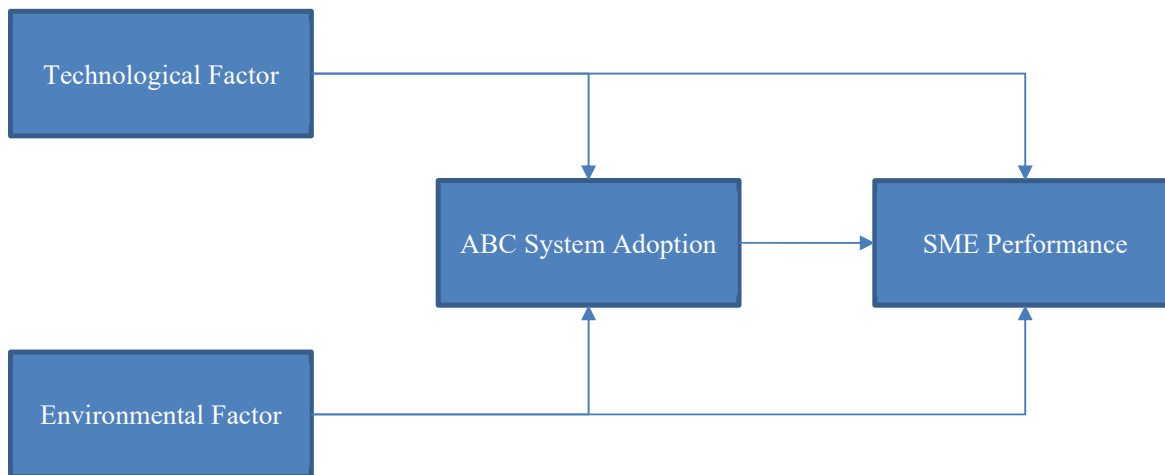 Technological Factor
ABC System Adoption
SME Performance
Environmental Factor